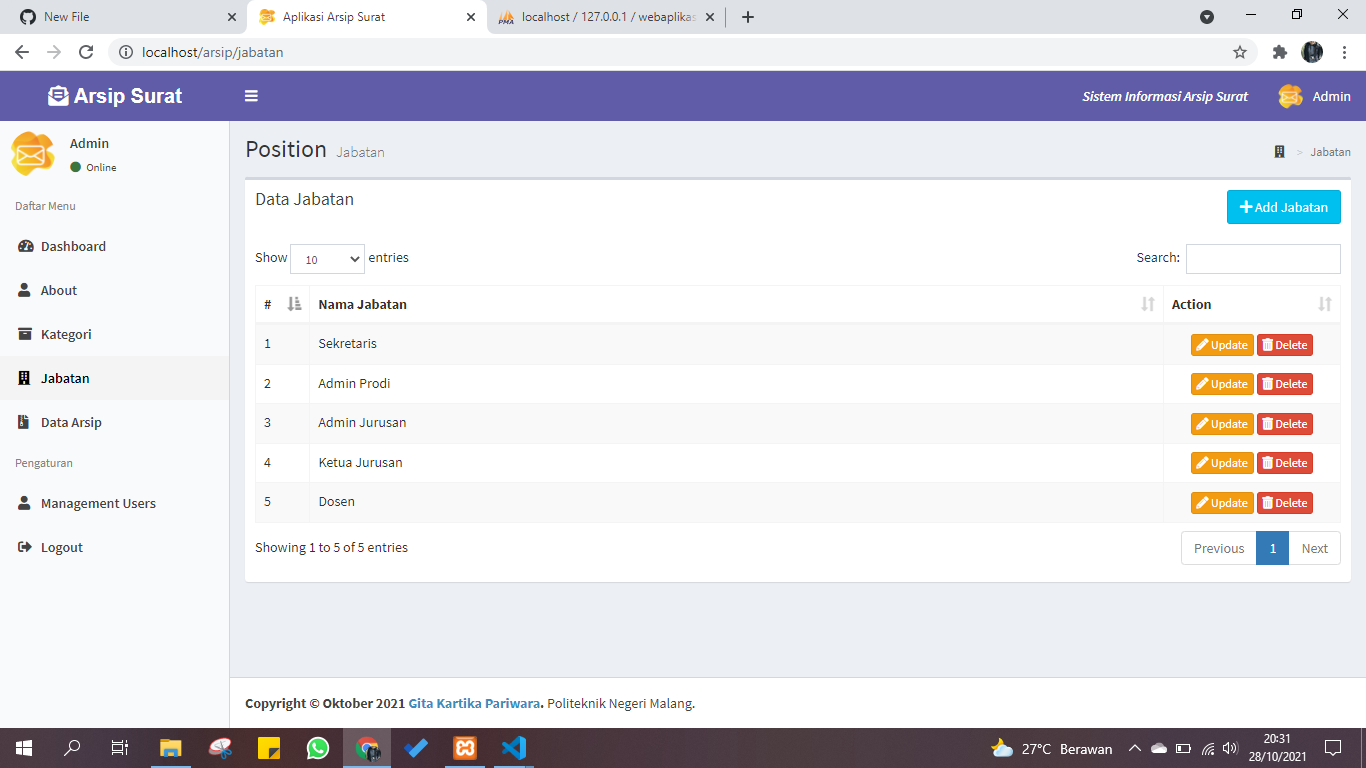 New File
Aplikasi Arsip Surat
localhost / 127.0.0.1 / webaplikas
localhost/arsip/jabatan
Arsip Surat
Sistem Informasi Arsip Surat
Admin
Admin
Online
Daftar Menu
Dashboard
About
Kategori
Jabatan
Data Arsip
Pengaturan
Management Users
Logout
Position Jabatan
> Jabatan
Data Jabatan
Add Jabatan
Show 10 entries
Search:
# Nama Jabatan Action
1 Sekretaris Update Delete
2 Admin Prodi Update Delete
3 Admin Jurusan Update Delete
4 Ketua Jurusan Update Delete
5 Dosen Update Delete
Showing 1 to 5 of 5 entries
Previous 1 Next
Copyright © Oktober 2021 Gita Kartika Pariwara. Politeknik Negeri Malang.
27°C Berawan
20:31
28/10/2021